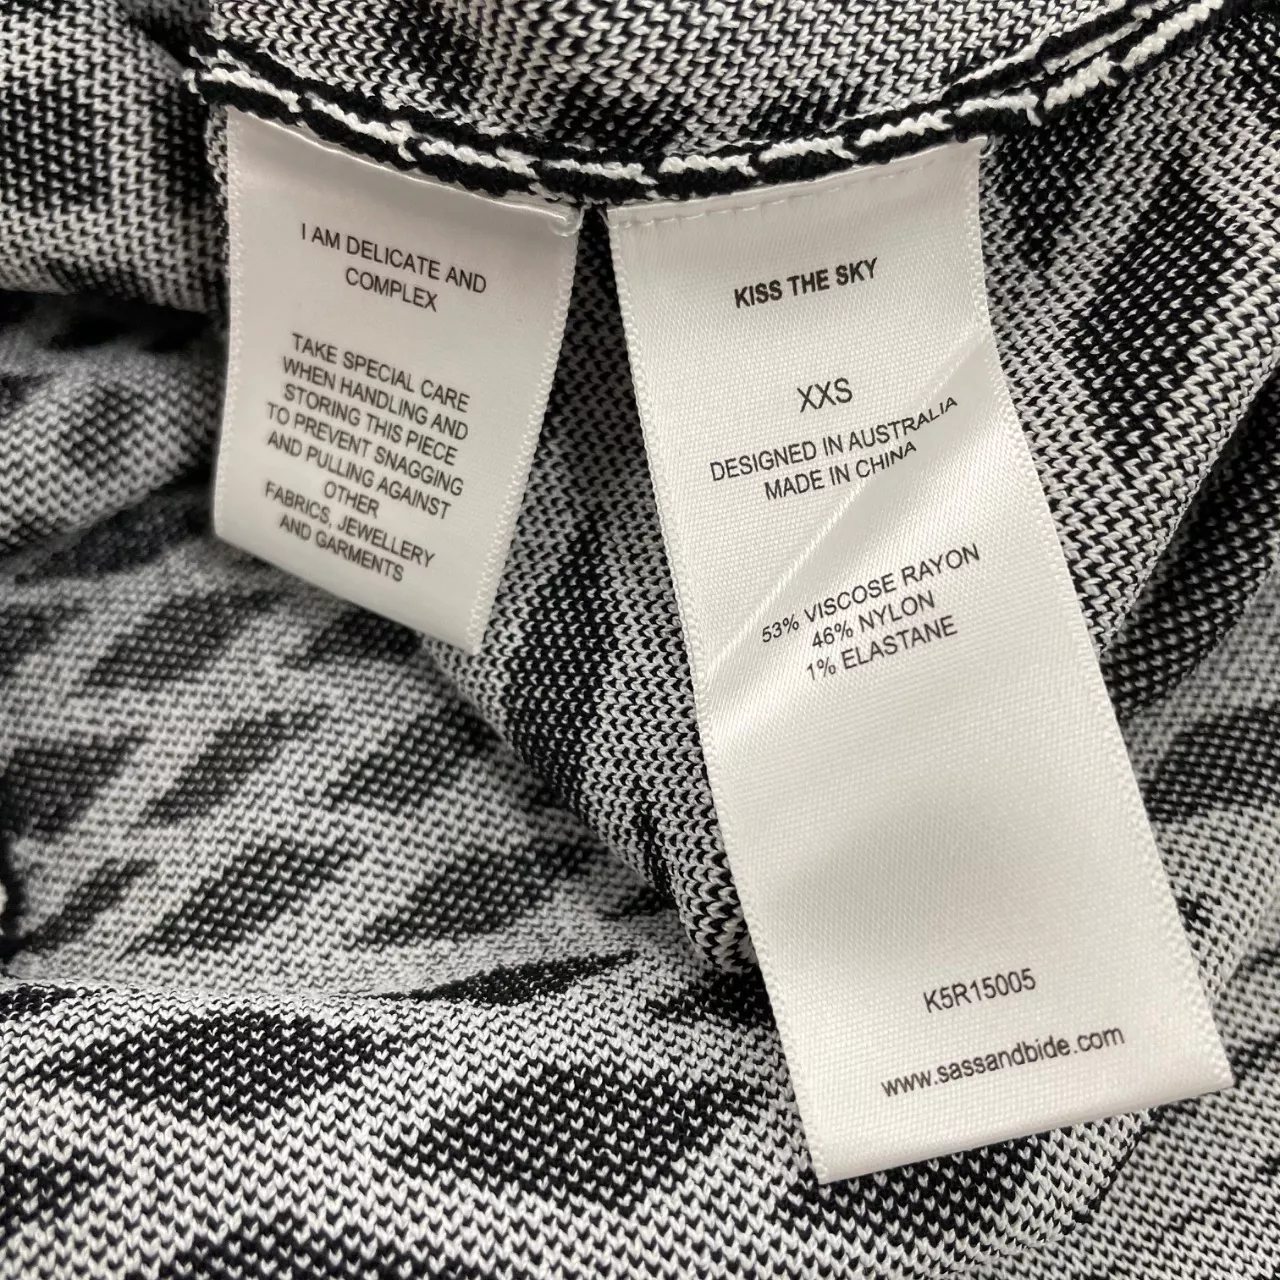 I AM DELICATE AND
COMPLEX
TAKE SPECIAL CARE
WHEN HANDLING AND
STORING THIS PIECE
TO PREVENT SNAGGING
AND PULLING AGAINST
OTHER
FABRICS, JEWELLERY
AND GARMENTS
KISS THE SKY
XXS
DESIGNED IN AUSTRALIA
MADE IN CHINA
53% VISCOSE RAYON
46% NYLON
1% ELASTANE
K5R15005
www.sassandbide.com